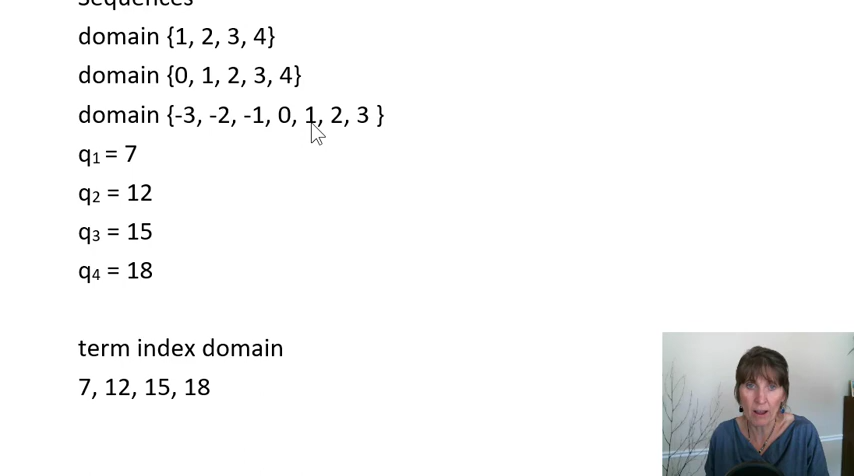 Sequences
domain {1, 2, 3, 4}
domain {0, 1, 2, 3, 4}
domain {-3, -2, -1, 0, 1, 2, 3 }
q₁ = 7
q₂ = 12
q₃ = 15
q₄ = 18
term index domain
7, 12, 15, 18